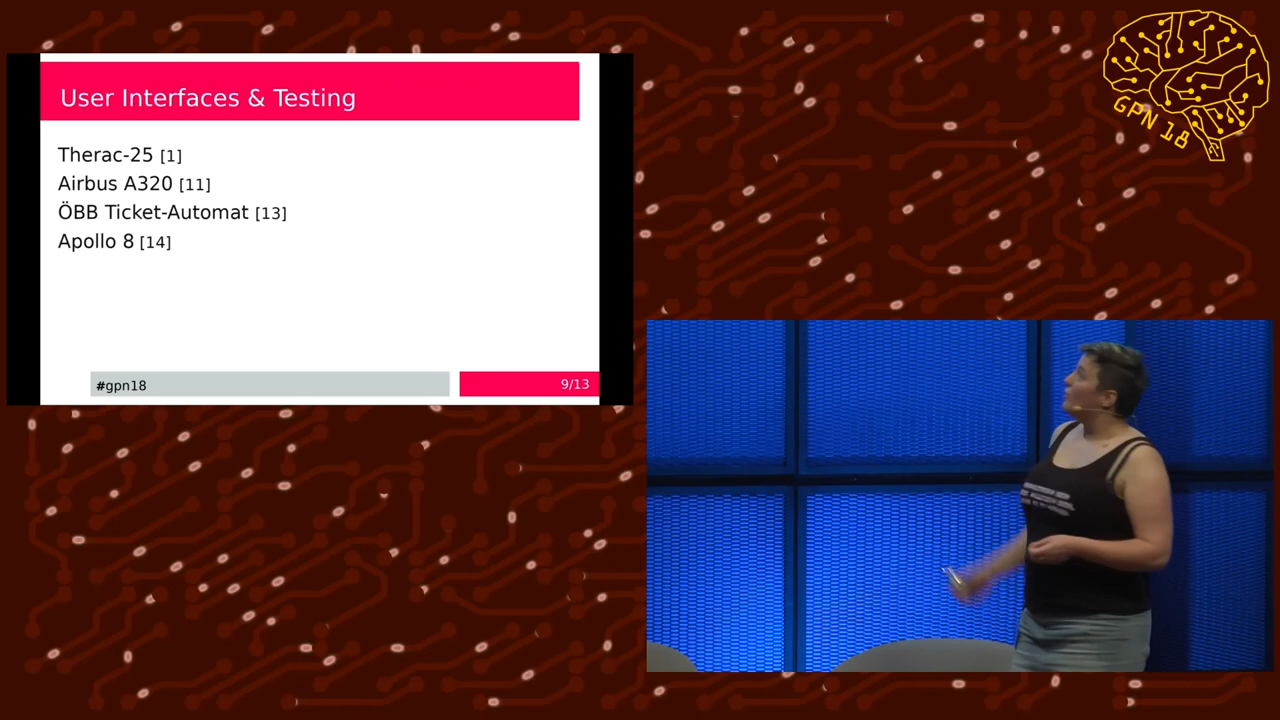 User Interfaces & Testing
Therac-25 [1]
Airbus A320 [11]
ÖBB Ticket-Automat [13]
Apollo 8 [14]
#gpn18
9/13
GPN 18